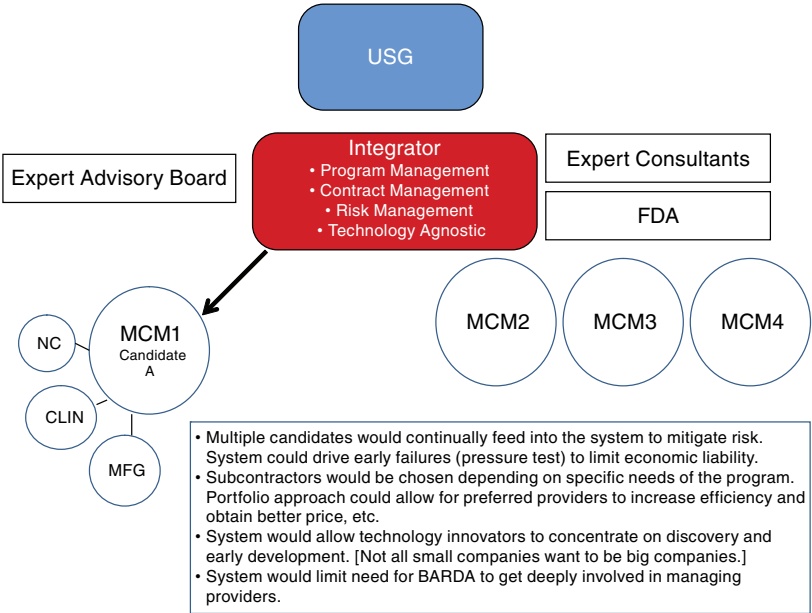 USG
Integrator
• Program Management
• Contract Management
• Risk Management
• Technology Agnostic
Expert Advisory Board
Expert Consultants
FDA
MCM1
Candidate
A
NC
CLIN
MFG
MCM2
MCM3
MCM4
• Multiple candidates would continually feed into the system to mitigate risk.
System could drive early failures (pressure test) to limit economic liability.
• Subcontractors would be chosen depending on specific needs of the program.
Portfolio approach could allow for preferred providers to increase efficiency and
obtain better price, etc.
• System would allow technology innovators to concentrate on discovery and
early development. [Not all small companies want to be big companies.]
• System would limit need for BARDA to get deeply involved in managing
providers.